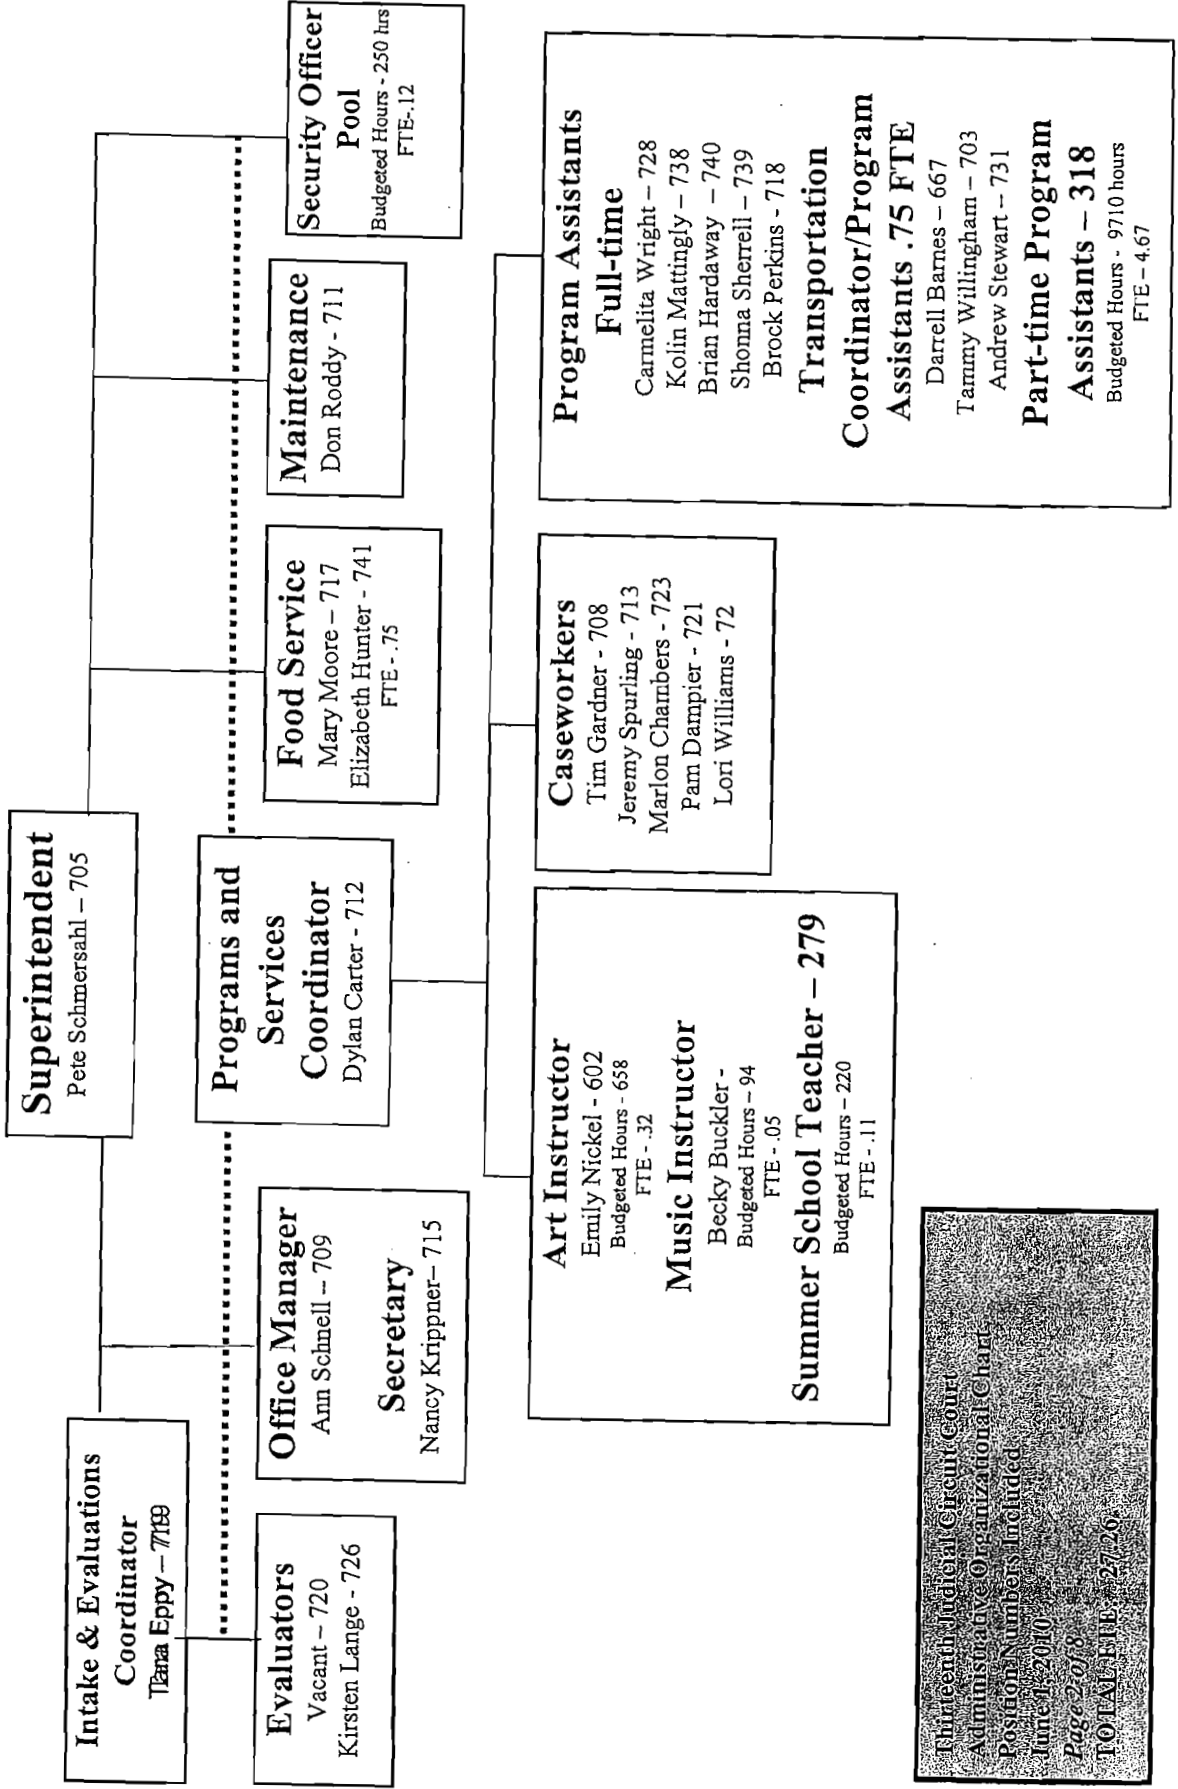 Superintendent
Pete Schmersahl – 705
Intake & Evaluations
Coordinator
Eppy –
Evaluators
Vacant – 720
Kirsten Lange - 726
Office Manager
Ann Schnell – 709
Secretary
Nancy Krippner– 715
Programs and
Services
Coordinator
Dylan Carter - 712
Food Service
Mary Moore – 717
Elizabeth Hunter - 741
FTE- .75
Maintenance
Don Roddy - 711
Security Officer
Pool
Budgeted Hours - 250 hrs
FTE-.12
Art Instructor
Emily Nickel - 602
Budgeted Hours - 658
FTE - .32
Music Instructor
Becky Buckler -
Budgeted Hours – 94
FTE - .05
Summer School Teacher – 279
Budgeted Hours – 220
FTE - .11
Caseworkers
Tim Gardner - 708
Jeremy Spurling - 713
Marlon Chambers - 723
Pam Dampier - 721
Lori Williams - 72
Program Assistants
Full-time
Carmelita Wright – 728
Kolin Mattingly – 738
Brian Hardaway – 740
Shonna Sherrell – 739
Brock Perkins - 718
Transportation
Coordinator/Program
Assistants .75 FTE
Darrell Barnes – 667
Tammy Willingham – 703
Andrew Stewart – 731
Part-time Program
Assistants – 318
Budgeted Hours - 9710 hours
FTE – 4.67
Thirteenth Judicial Circuit Court
Administrative Organizational Chart
Position Numbers Included
June 1, 2010
Page 2 of 8
TOTAL FTE: 27.26